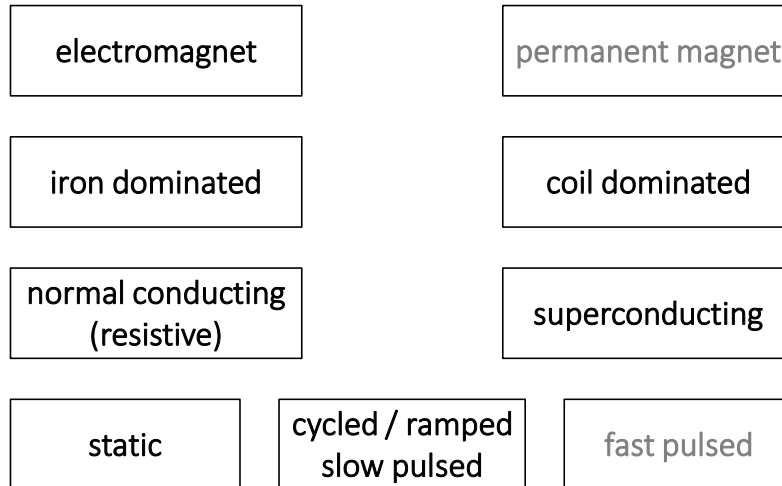 electromagnet
permanent magnet
iron dominated
coil dominated
normal conducting
(resistive)
superconducting
static
cycled / ramped
slow pulsed
fast pulsed